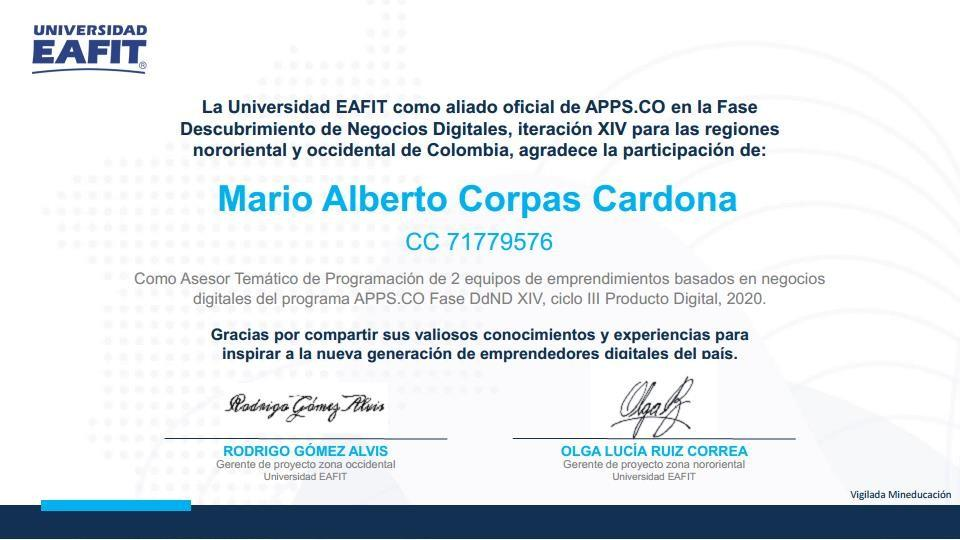 UNIVERSIDAD
EAFIT®
La Universidad EAFIT como aliado oficial de APPS.CO en la Fase
Descubrimiento de Negocios Digitales, iteración XIV para las regiones
nororiental y occidental de Colombia, agradece la participación de:
Mario Alberto Corpas Cardona
CC 71779576
Como Asesor Temático de Programación de 2 equipos de emprendimientos basados en negocios
digitales del programa APPS.CO Fase DdND XIV, ciclo III Producto Digital, 2020.
Gracias por compartir sus valiosos conocimientos y experiencias para
inspirar a la nueva generación de emprendedores digitales del país.
Rodrigo Gómez Alvis
RODRIGO GÓMEZ ALVIS
Gerente de proyecto zona occidental
Universidad EAFIT
OLGA LUCÍA RUIZ CORREA
Gerente de proyecto zona nororiental
Universidad EAFIT
Vigilada Mineducación